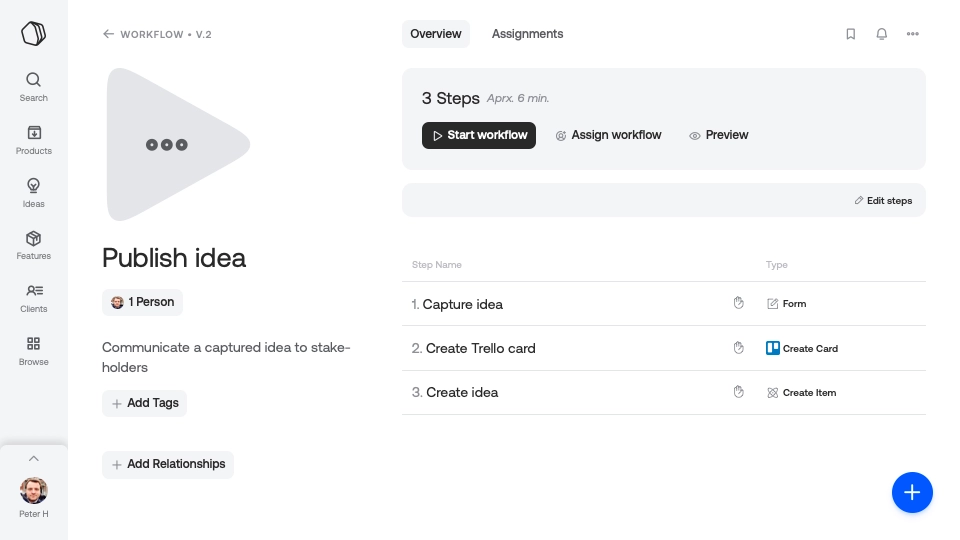 WORKFLOW • V.2
Overview
Assignments
Search
Products
Ideas
Features
Clients
Browse
Peter H
Publish idea
1 Person
Communicate a captured idea to stake-
holders
Add Tags
Add Relationships
3 Steps Aprx. 6 min.
Start workflow
Assign workflow
Preview
Edit steps
Step Name
Type
1. Capture idea
Form
2. Create Trello card
Create Card
3. Create idea
Create Item